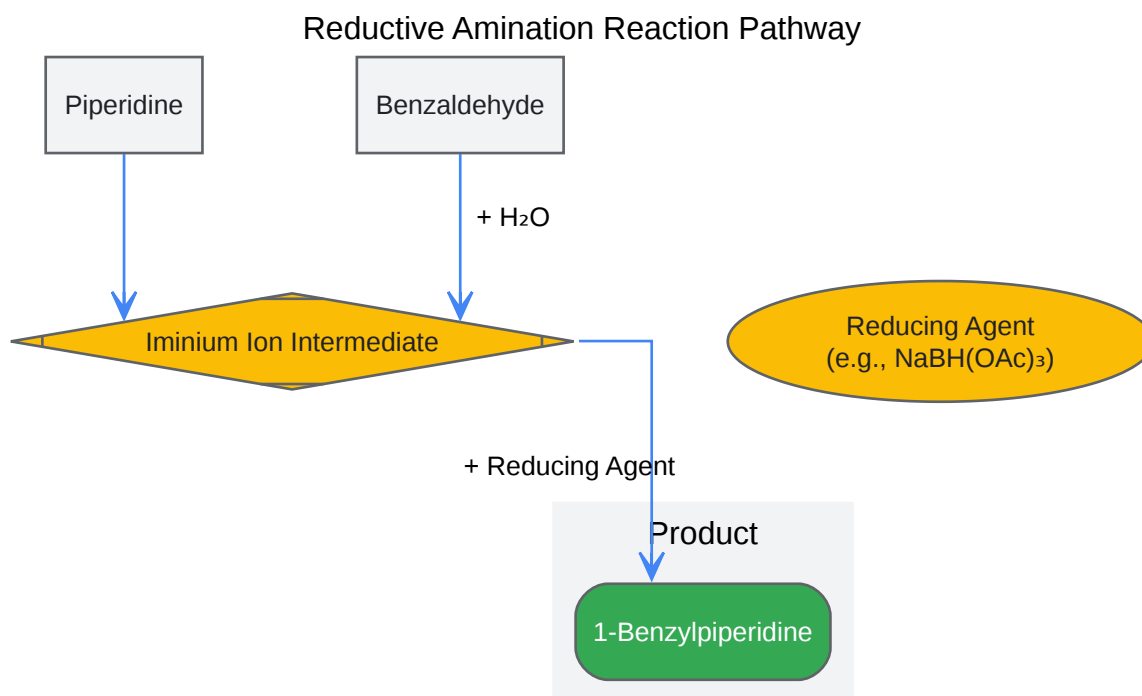 Reductive Amination Reaction Pathway
Piperidine
Benzaldehyde
+ H₂O
Iminium Ion Intermediate
Reducing Agent
(e.g., NaBH(OAc)₃)
+ Reducing Agent
Product
1-Benzylpiperidine